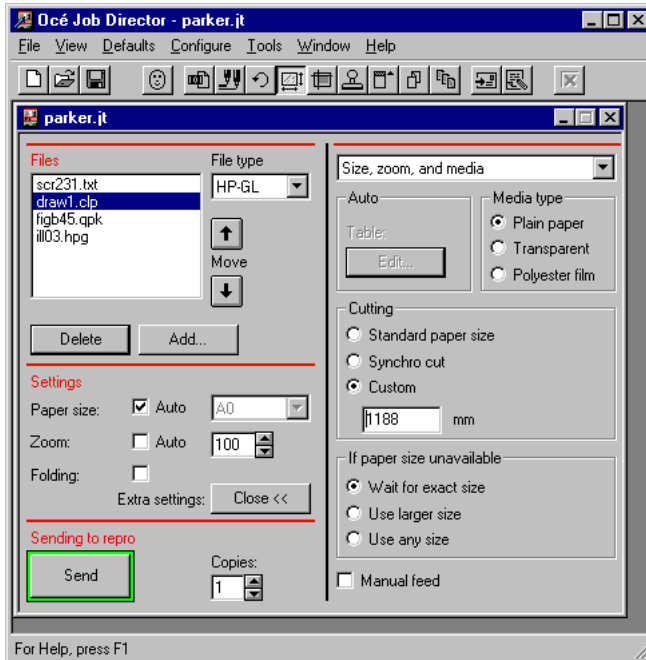 Océ Job Director - parker.jt
File View Defaults Configure Tools Window Help
parker.jt
Files
File type
scr231.txt
draw1.clp
figb45.qpk
ill03.hpg
HP-GL
Move
Delete
Add...
Settings
Paper size: Auto A0
Zoom: Auto 100
Folding:
Extra settings: Close <<
Sending to repro
Send
Copies:
1
Size, zoom, and media
Auto
Table:
Edit...
Media type
Plain paper
Transparent
Polyester film
Cutting
Standard paper size
Synchro cut
Custom
1188 mm
If paper size unavailable
Wait for exact size
Use larger size
Use any size
Manual feed
For Help, press F1